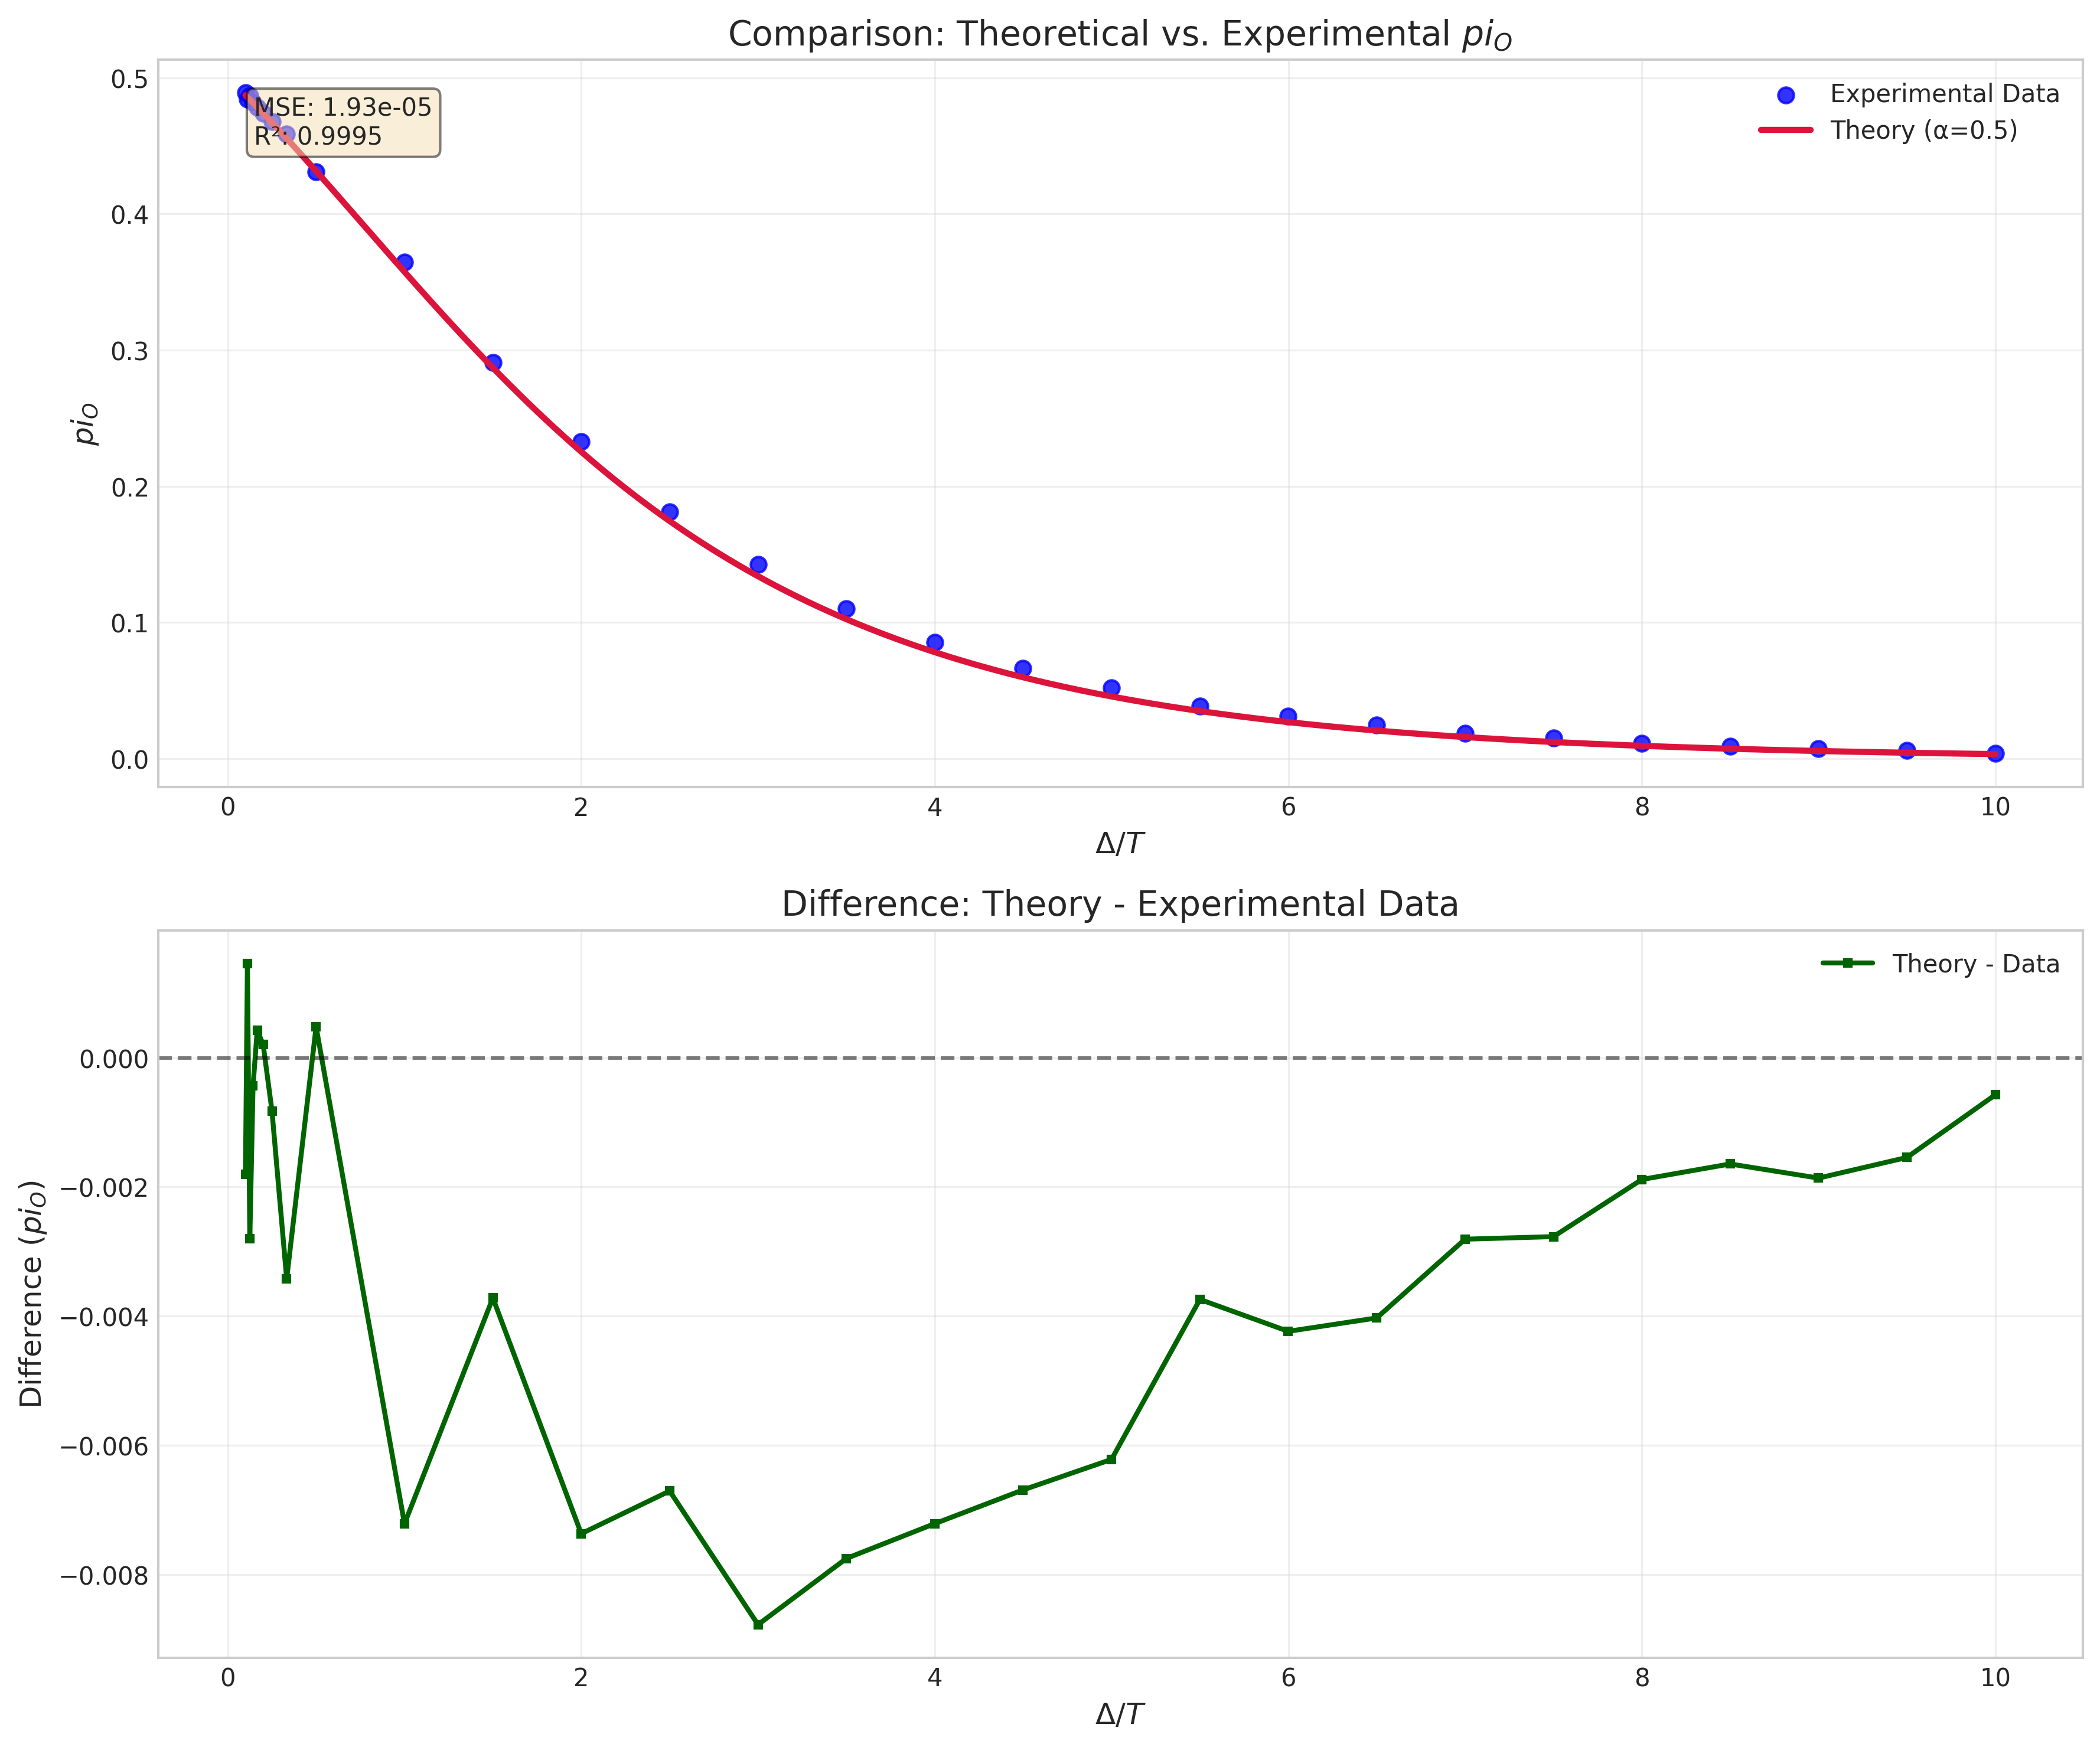 Comparison: Theoretical vs. Experimental pi_O
0.5
0.4
0.3
0.2
0.1
0.0
pi_O
MSE: 1.93e-05
R²: 0.9995
Experimental Data
Theory (α=0.5)
0 2 4 6 8 10
Δ/T
Difference: Theory - Experimental Data
0.000
−0.002
−0.004
−0.006
−0.008
Difference (pi_O)
Theory - Data
0 2 4 6 8 10
Δ/T